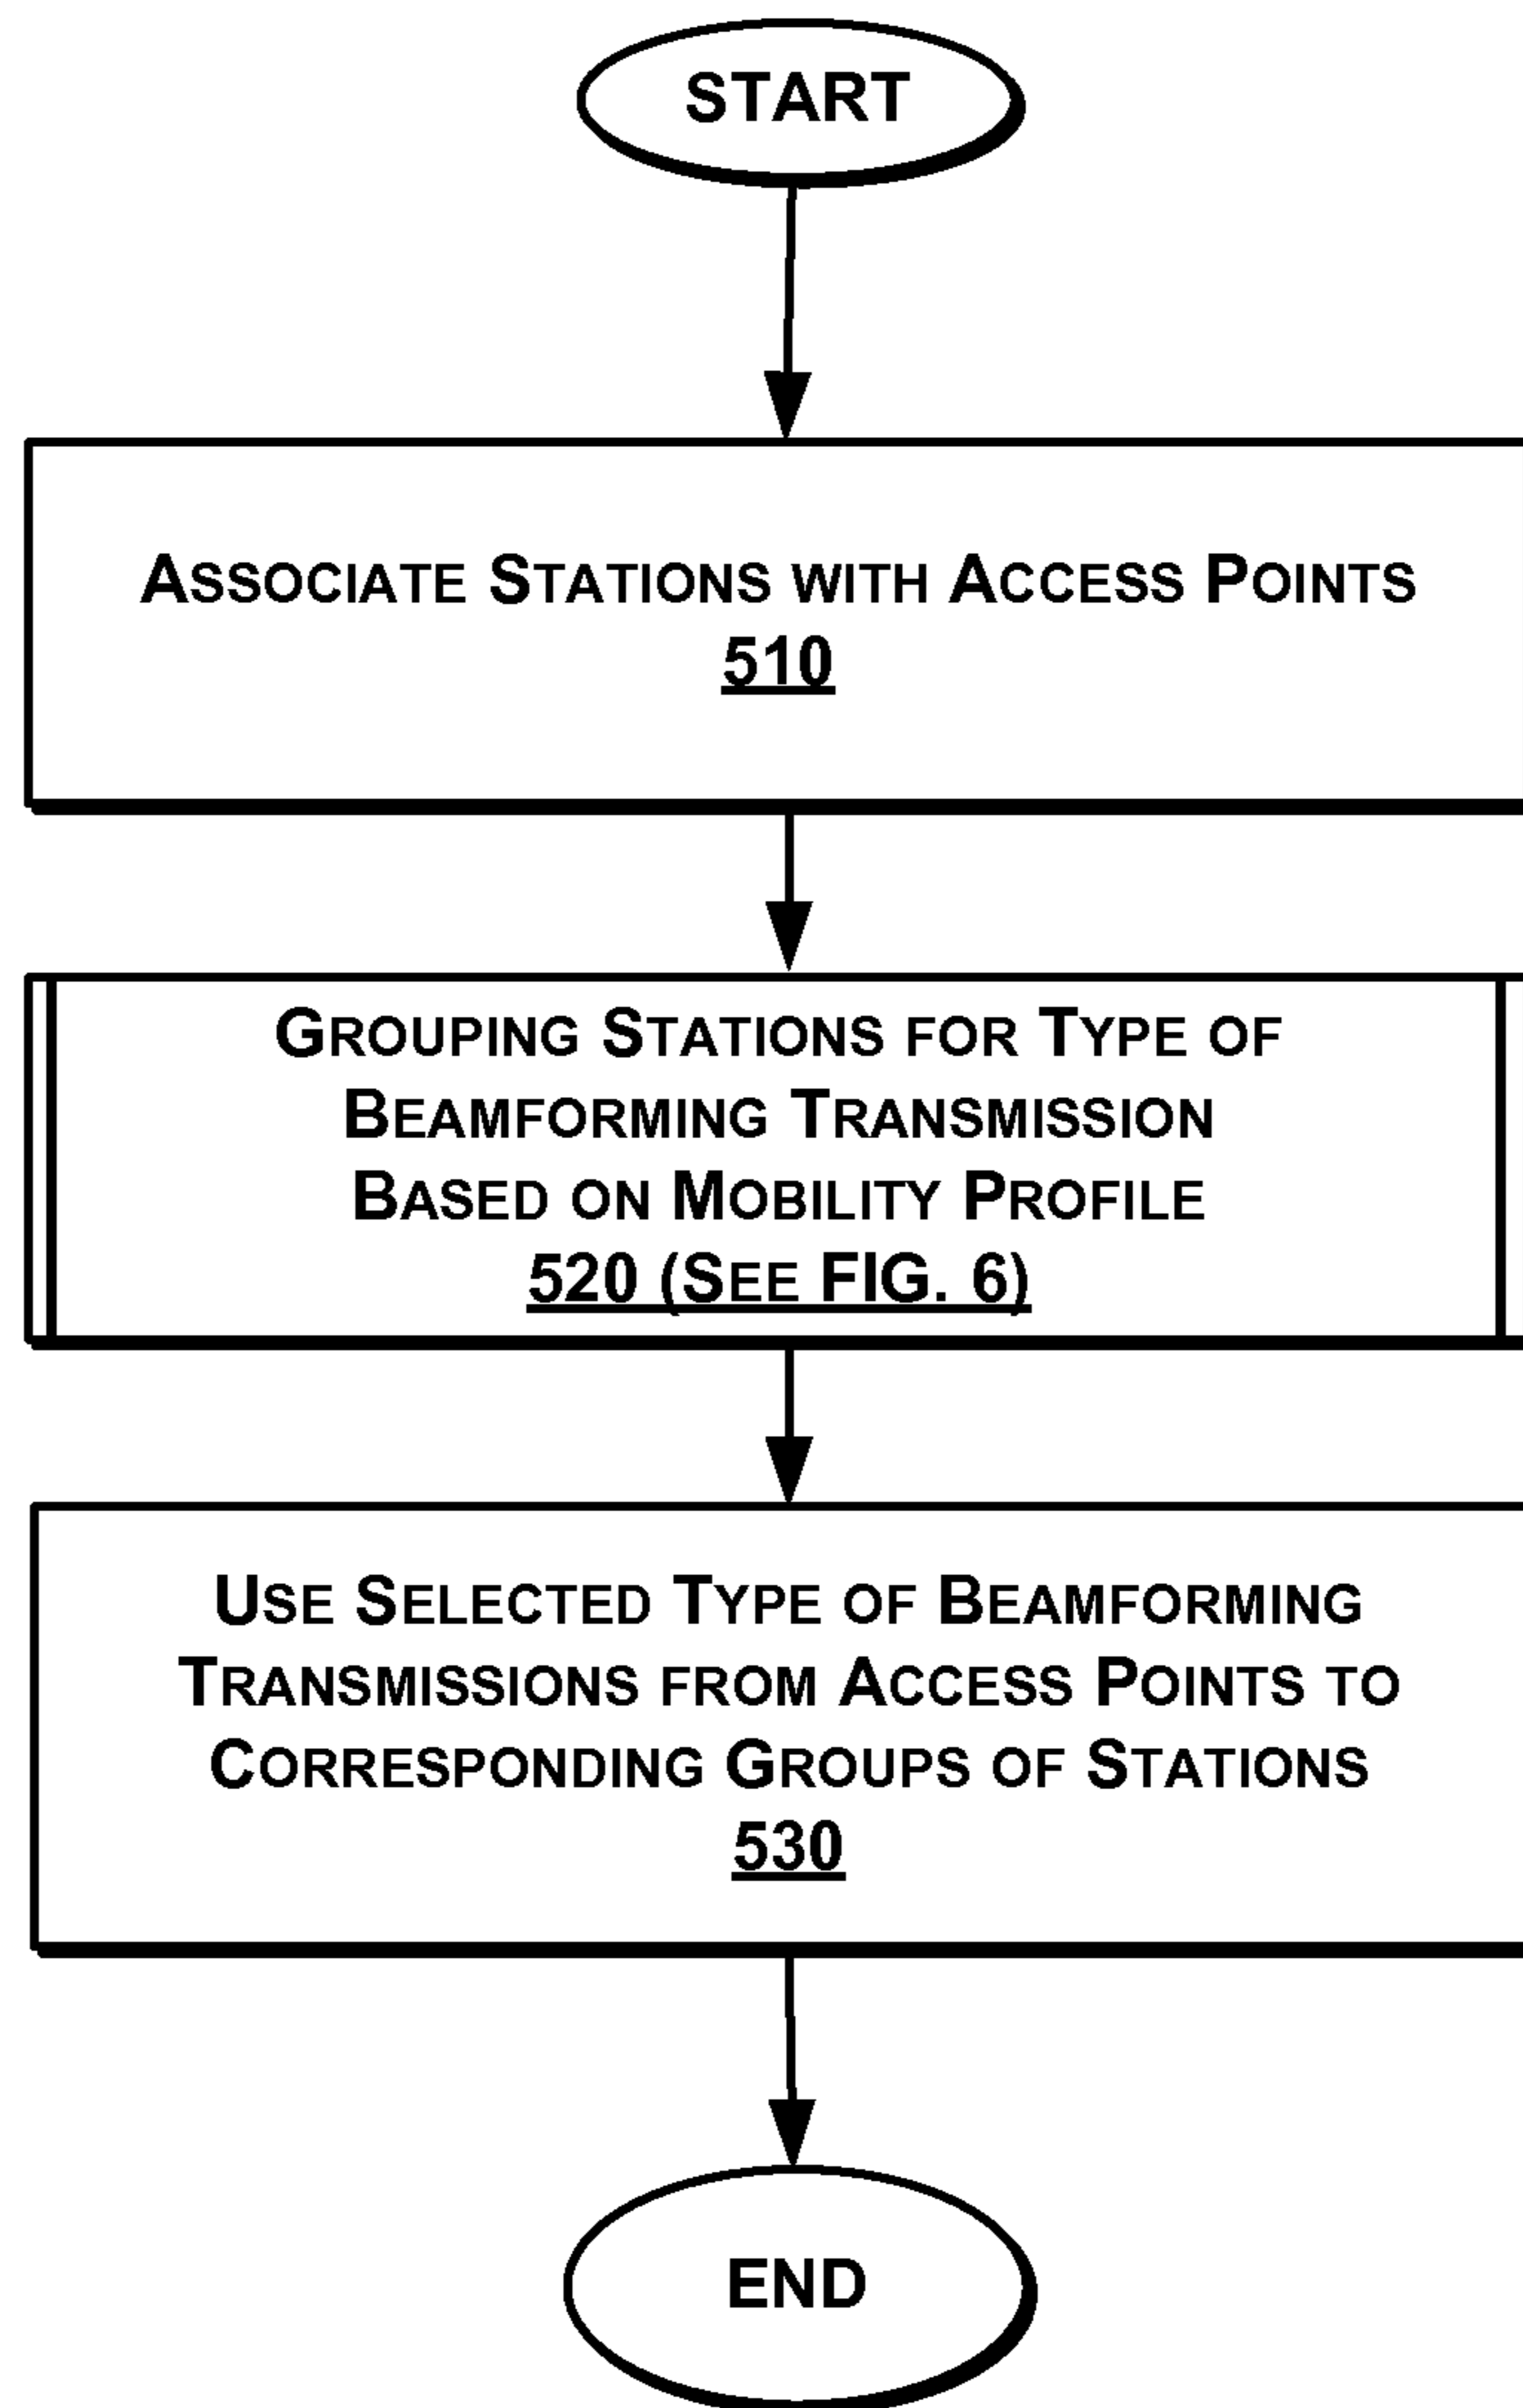 START
ASSOCIATE STATIONS WITH ACCESS POINTS
510
GROUPING STATIONS FOR TYPE OF
BEAMFORMING TRANSMISSION
BASED ON MOBILITY PROFILE
520 (SEE FIG. 6)
USE SELECTED TYPE OF BEAMFORMING
TRANSMISSIONS FROM ACCESS POINTS TO
CORRESPONDING GROUPS OF STATIONS
530
END